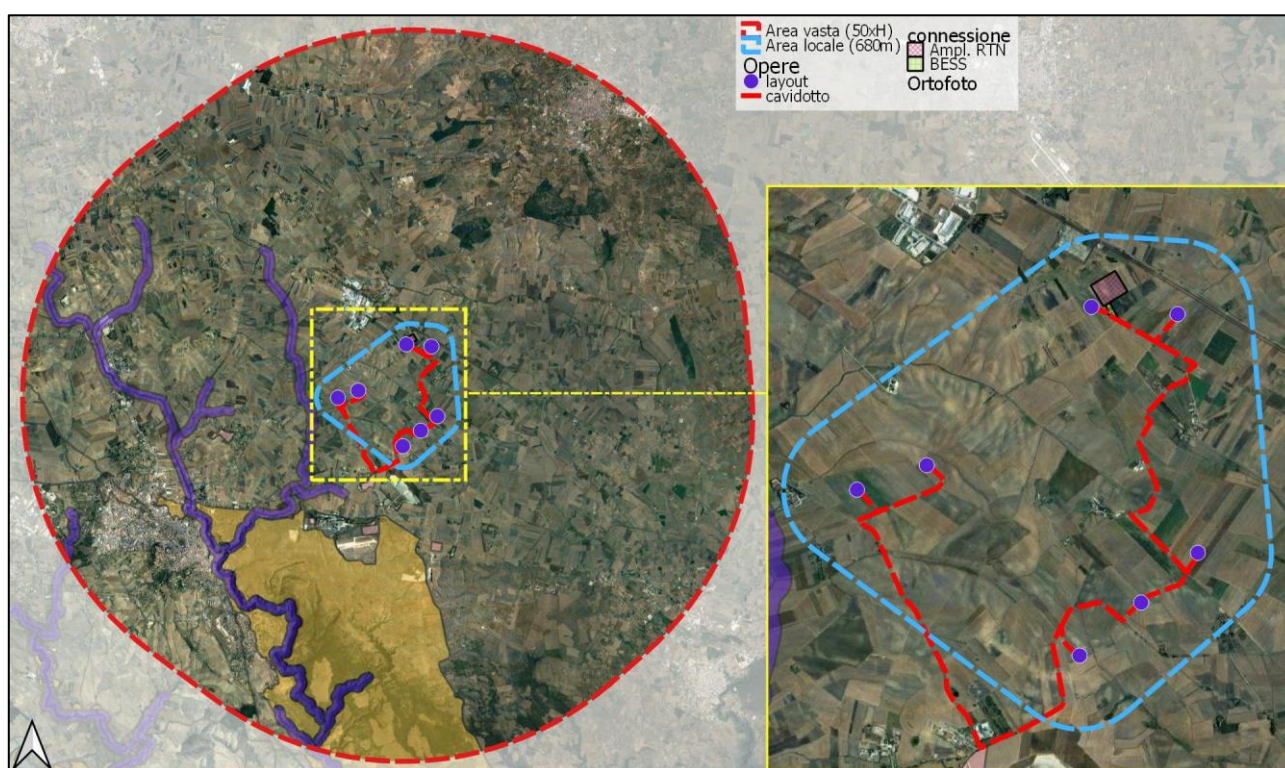 Area vasta (50xH)
Area locale (680m)
Opere
layout
cavidotto
connessione
Ampl. RTN
BESS
Ortofoto